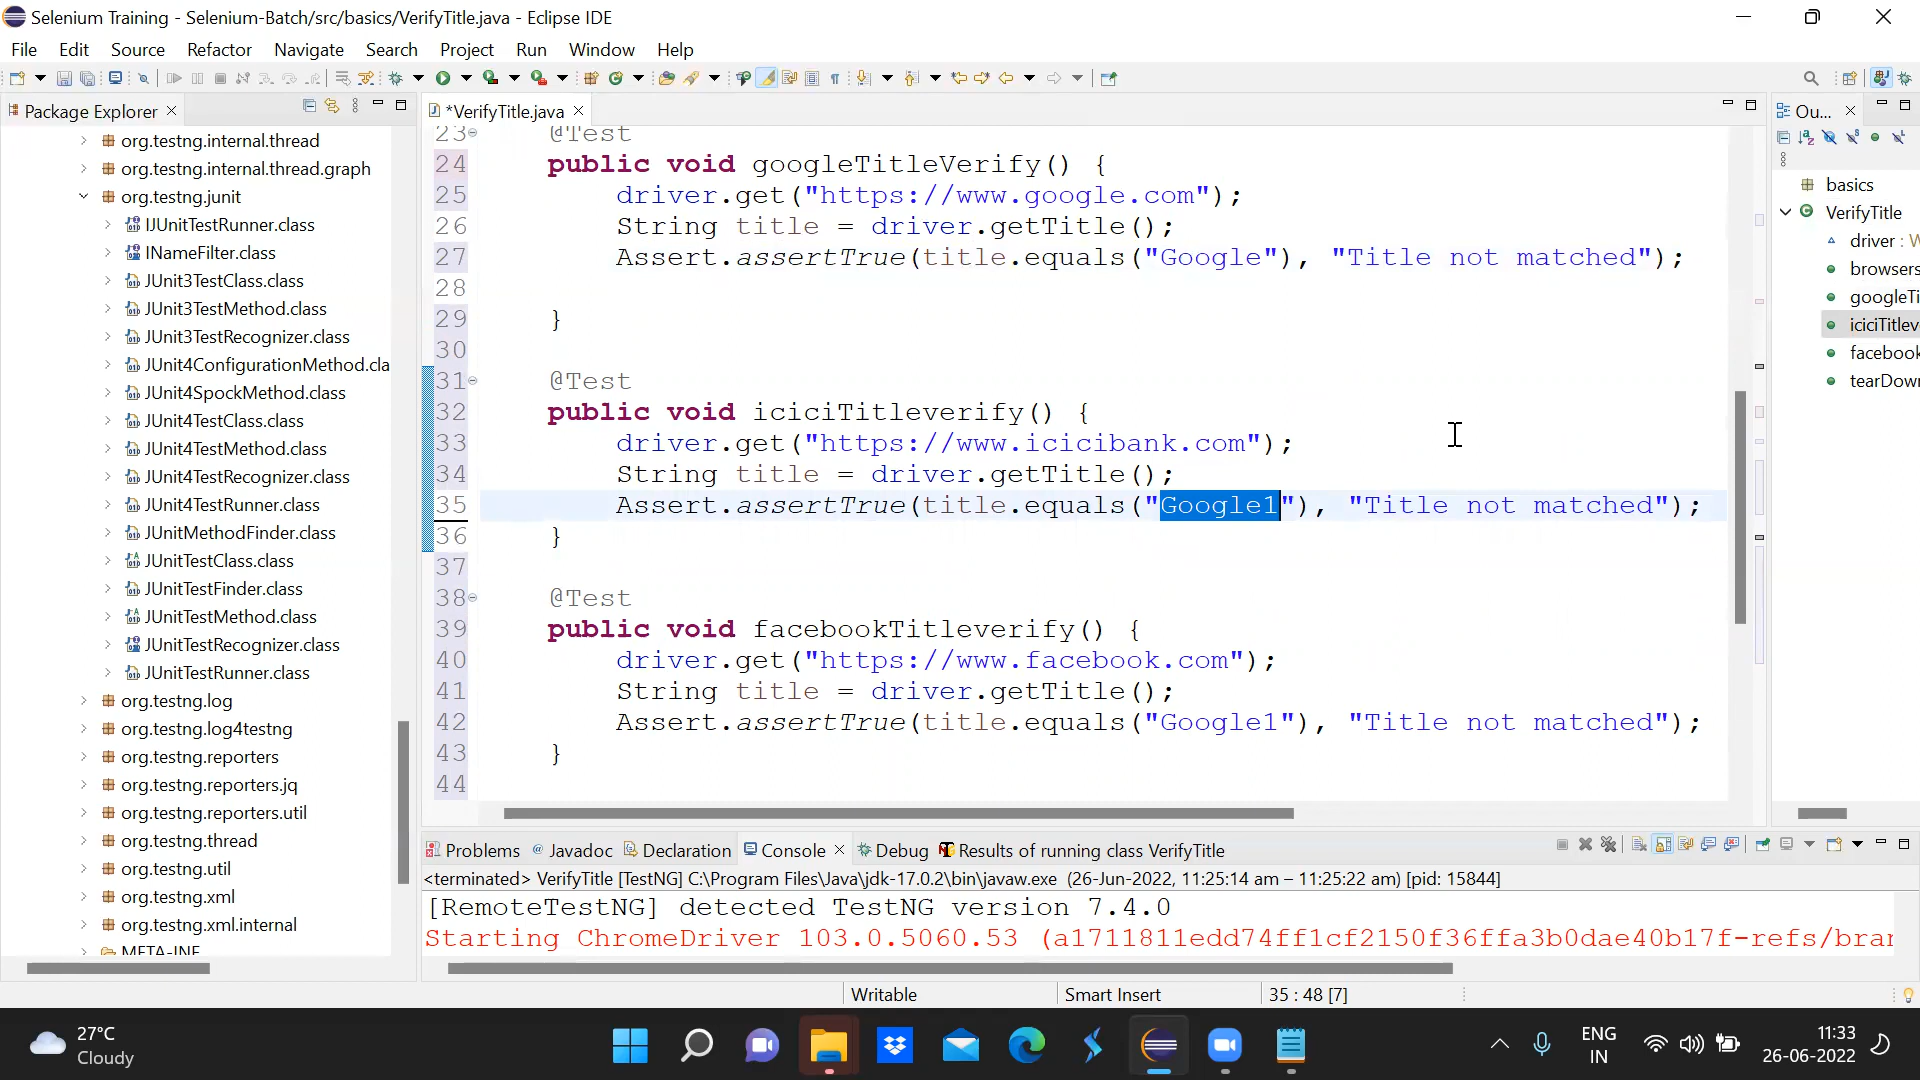 Selenium Training - Selenium-Batch/src/basics/VerifyTitle.java - Eclipse IDE
File Edit Source Refactor Navigate Search Project Run Window Help
Package Explorer
org.testng.internal.thread
org.testng.internal.thread.graph
org.testng.junit
IJUnitTestRunner.class
INameFilter.class
JUnit3TestClass.class
JUnit3TestMethod.class
JUnit3TestRecognizer.class
JUnit4ConfigurationMethod.cla
JUnit4SpockMethod.class
JUnit4TestClass.class
JUnit4TestMethod.class
JUnit4TestRecognizer.class
JUnit4TestRunner.class
JUnitMethodFinder.class
JUnitTestClass.class
JUnitTestFinder.class
JUnitTestMethod.class
JUnitTestRecognizer.class
JUnitTestRunner.class
org.testng.log
org.testng.log4testng
org.testng.reporters
org.testng.reporters.jq
org.testng.reporters.util
org.testng.thread
org.testng.util
org.testng.xml
org.testng.xml.internal
META-INF
*VerifyTitle.java
23 @Test
24 public void googleTitleVerify() {
25 driver.get("https://www.google.com");
26 String title = driver.getTitle();
27 Assert.assertTrue(title.equals("Google"), "Title not matched");
28
29 }
30
31 @Test
32 public void iciciTitleverify() {
33 driver.get("https://www.icicibank.com");
34 String title = driver.getTitle();
35 Assert.assertTrue(title.equals("Google1"), "Title not matched");
36 }
37
38 @Test
39 public void facebookTitleverify() {
40 driver.get("https://www.facebook.com");
41 String title = driver.getTitle();
42 Assert.assertTrue(title.equals("Google1"), "Title not matched");
43 }
44
Ou...
basics
VerifyTitle
driver : W
browsers
googleTi
iciciTitlev
facebook
tearDow
Problems Javadoc Declaration Console Debug Results of running class VerifyTitle
<terminated> VerifyTitle [TestNG] C:\Program Files\Java\jdk-17.0.2\bin\javaw.exe (26-Jun-2022, 11:25:14 am – 11:25:22 am) [pid: 15844]
[RemoteTestNG] detected TestNG version 7.4.0
Starting ChromeDriver 103.0.5060.53 (a1711811edd74ff1cf2150f36ffa3b0dae40b17f-refs/bran
Writable Smart Insert 35 : 48 [7]
27°C
Cloudy
ENG
IN
11:33
26-06-2022